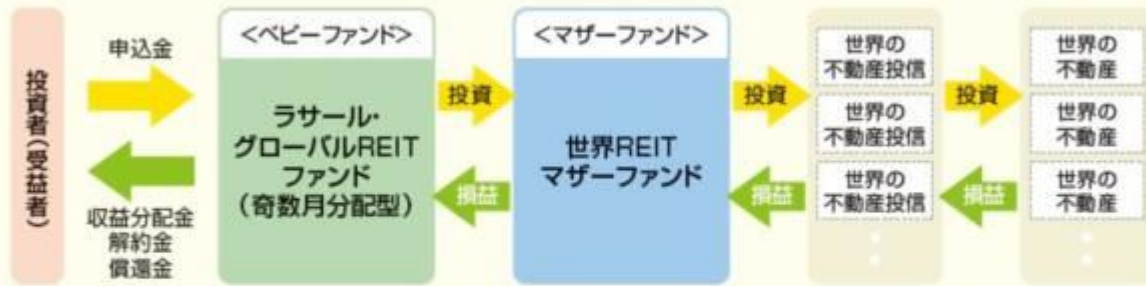 投資者(受益者)
申込金
収益分配金
解約金
償還金
<ベビーファンド>
ラサール・
グローバルREIT
ファンド
(奇数月分配型)
投資
損益
<マザーファンド>
世界REIT
マザーファンド
投資
損益
世界の
不動産投信
世界の
不動産投信
世界の
不動産投信
投資
損益
世界の
不動産
世界の
不動産
世界の
不動産